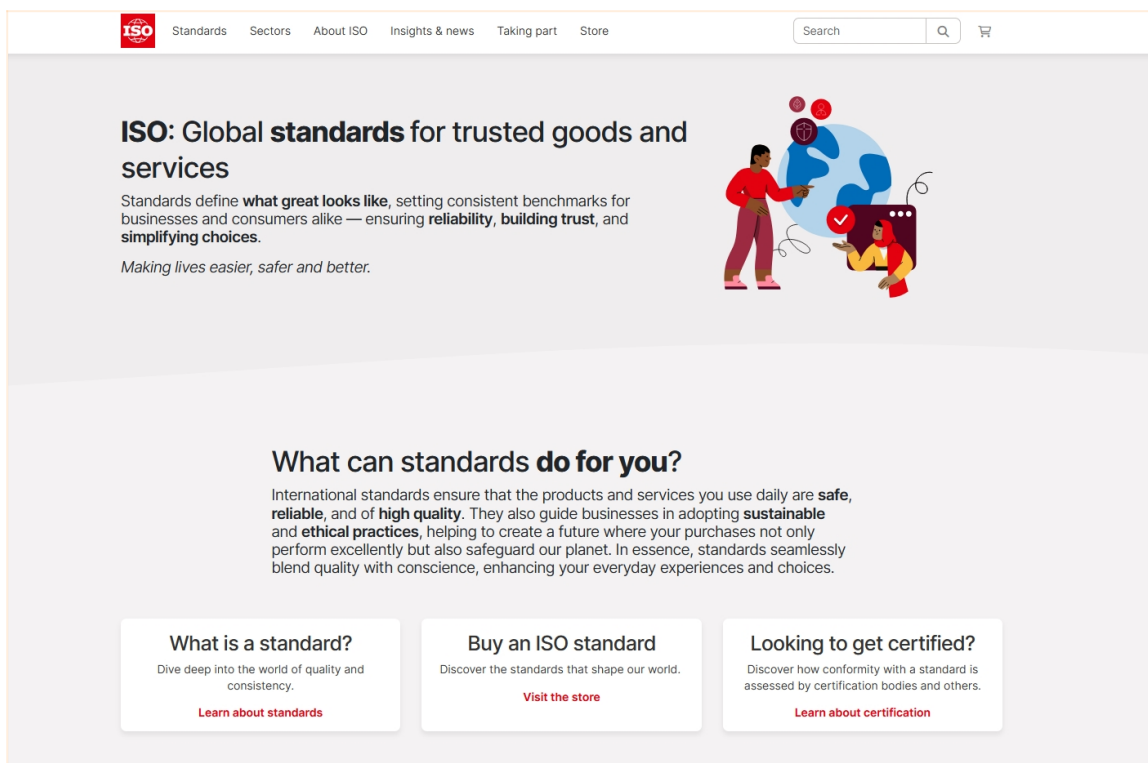 ISO
Standards
Sectors
About ISO
Insights & news
Taking part
Store
Search
ISO: Global standards for trusted goods and
services
Standards define what great looks like, setting consistent benchmarks for
businesses and consumers alike — ensuring reliability, building trust, and
simplifying choices.
Making lives easier, safer and better.
What can standards do for you?
International standards ensure that the products and services you use daily are safe,
reliable, and of high quality. They also guide businesses in adopting sustainable
and ethical practices, helping to create a future where your purchases not only
perform excellently but also safeguard our planet. In essence, standards seamlessly
blend quality with conscience, enhancing your everyday experiences and choices.
What is a standard?
Dive deep into the world of quality and
consistency.
Learn about standards
Buy an ISO standard
Discover the standards that shape our world.
Visit the store
Looking to get certified?
Discover how conformity with a standard is
assessed by certification bodies and others.
Learn about certification